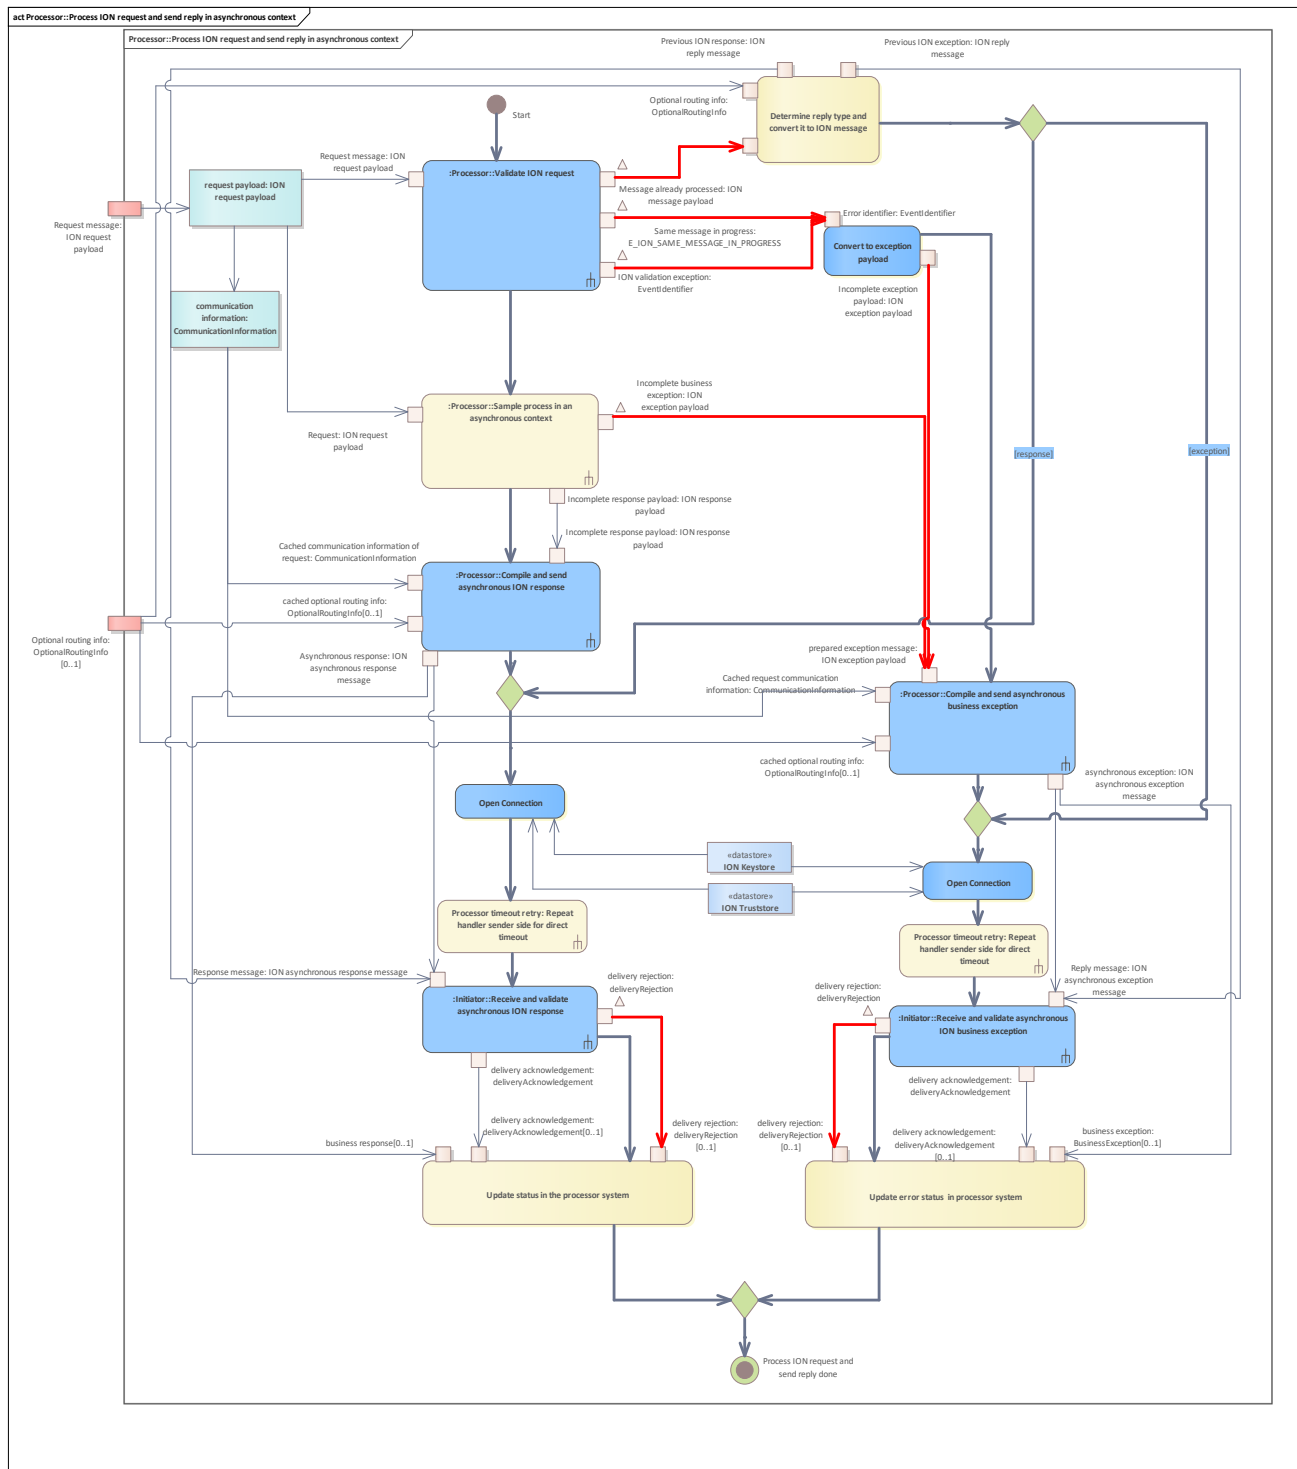 act Processor::Process ION request and send reply in asynchronous context
Processor::Process ION request and send reply in asynchronous context
Previous ION response: ION
reply message
Previous ION exception: ION reply
message
Optional routing info:
OptionalRoutingInfo
Determine reply type and
convert it to ION message
Start
Request message: ION
request payload
:Processor::Validate ION request
request payload: ION
request payload
Message already processed: ION
message payload
Request message:
ION request
payload
Error identifier: EventIdentifier
Same message in progress:
E_ION_SAME_MESSAGE_IN_PROGRESS
Convert to exception
payload
ION validation exception:
EventIdentifier
Incomplete exception
payload: ION
exception payload
communication
information:
CommunicationInformation
Incomplete business
exception: ION
exception payload
:Processor::Sample process in an
asynchronous context
Request: ION request
payload
[response]
[exception]
Incomplete response payload: ION response
payload
Incomplete response payload: ION response
payload
Cached communication information of
request: CommunicationInformation
:Processor::Compile and send
asynchronous ION response
cached optional routing info:
OptionalRoutingInfo[0..1]
Optional routing info:
OptionalRoutingInfo
[0..1]
Asynchronous response: ION
asynchronous response
message
prepared exception message:
ION exception payload
Cached request communication
information: CommunicationInformation
:Processor::Compile and send asynchronous
business exception
cached optional routing info:
OptionalRoutingInfo[0..1]
asynchronous exception: ION
asynchronous exception
message
Open Connection
«datastore»
ION Keystore
Open Connection
«datastore»
ION Truststore
Processor timeout retry: Repeat
handler sender side for direct
timeout
Processor timeout retry: Repeat
handler sender side for direct
timeout
Response message: ION asynchronous response message
Reply message: ION
asynchronous exception
message
delivery rejection:
deliveryRejection
delivery rejection:
deliveryRejection
:Initiator::Receive and validate
asynchronous ION response
:Initiator::Receive and validate asynchronous
ION business exception
delivery acknowledgement:
deliveryAcknowledgement
delivery acknowledgement:
deliveryAcknowledgement
business response[0..1]
delivery acknowledgement:
deliveryAcknowledgement[0..1]
delivery rejection:
deliveryRejection
[0..1]
delivery rejection:
deliveryRejection
[0..1]
delivery acknowledgement:
deliveryAcknowledgement
[0..1]
business exception:
BusinessException[0..1]
Update status in the processor system
Update error status  in processor system
Process ION request and
send reply done